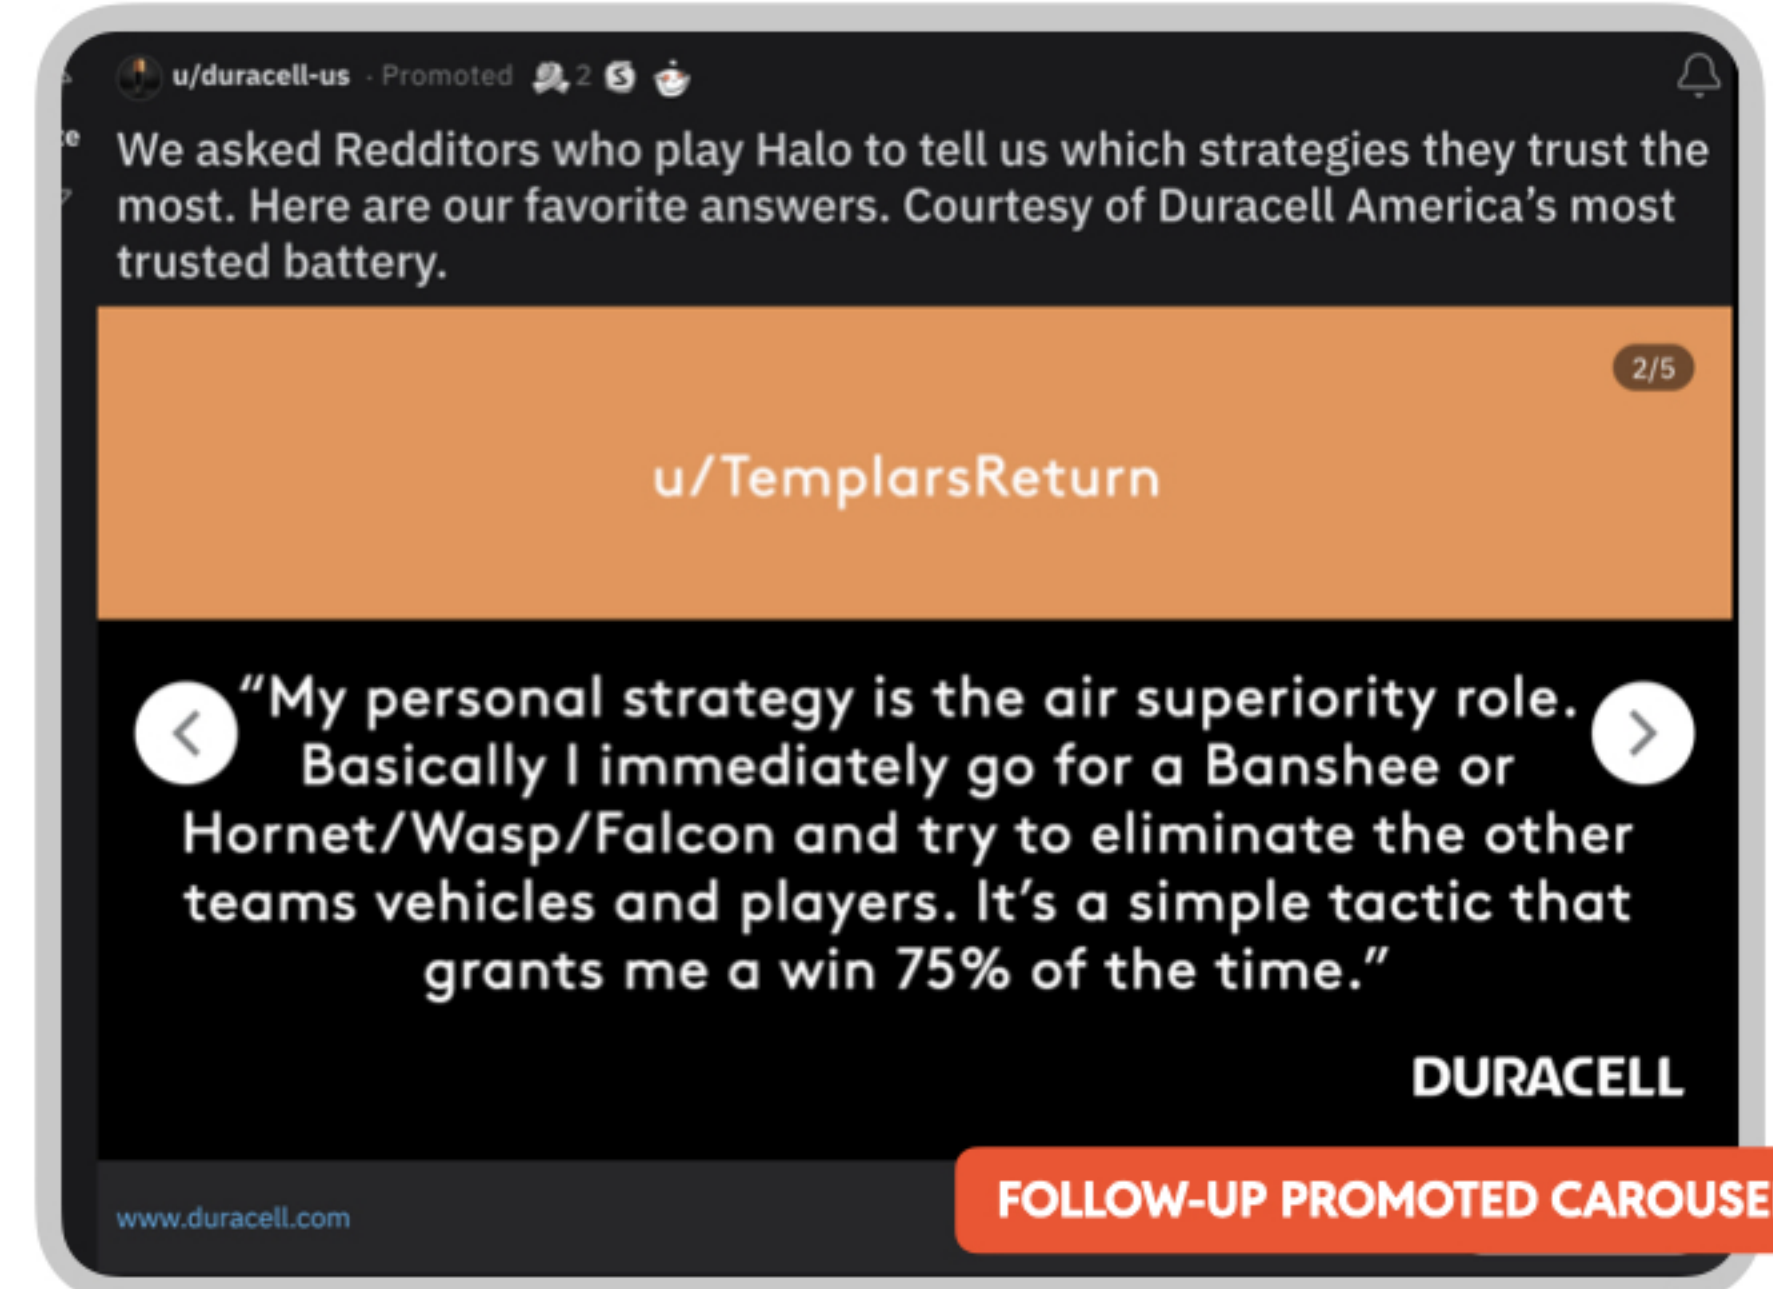 u/duracell-us · Promoted 2 S
We asked Redditors who play Halo to tell us which strategies they trust the
most. Here are our favorite answers. Courtesy of Duracell America’s most
trusted battery.
2/5
u/TemplarsReturn
“My personal strategy is the air superiority role.
Basically I immediately go for a Banshee or
Hornet/Wasp/Falcon and try to eliminate the other
teams vehicles and players. It’s a simple tactic that
grants me a win 75% of the time.”
DURACELL
www.duracell.com
FOLLOW-UP PROMOTED CAROUSE